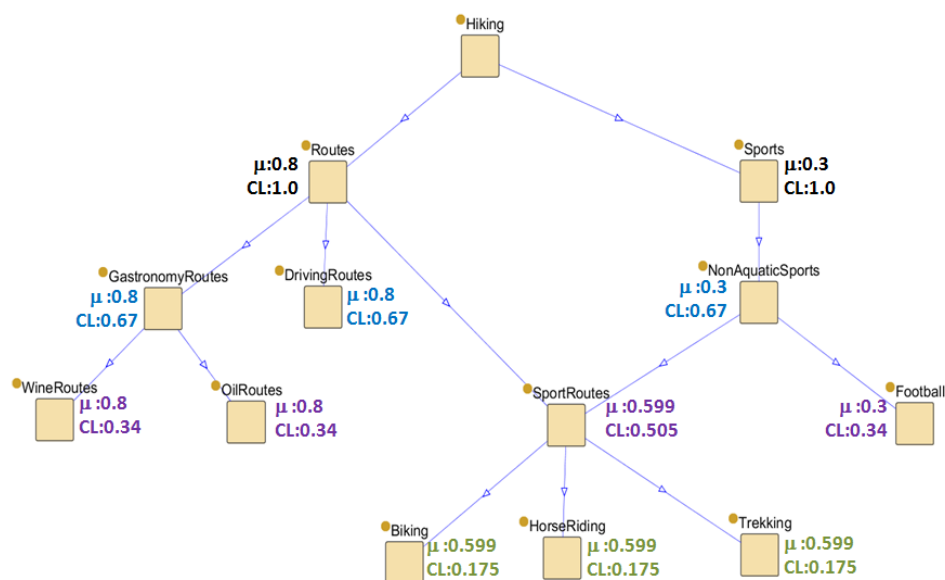 Hiking
Routes
μ:0.8
CL:1.0
Sports
μ:0.3
CL:1.0
GastronomyRoutes
μ:0.8
CL:0.67
DrivingRoutes
μ:0.8
CL:0.67
NonAquaticSports
μ:0.3
CL:0.67
WineRoutes
μ:0.8
CL:0.34
OilRoutes
μ:0.8
CL:0.34
SportRoutes
μ:0.599
CL:0.505
Football
μ:0.3
CL:0.34
Biking
μ:0.599
CL:0.175
HorseRiding
μ:0.599
CL:0.175
Trekking
μ:0.599
CL:0.175